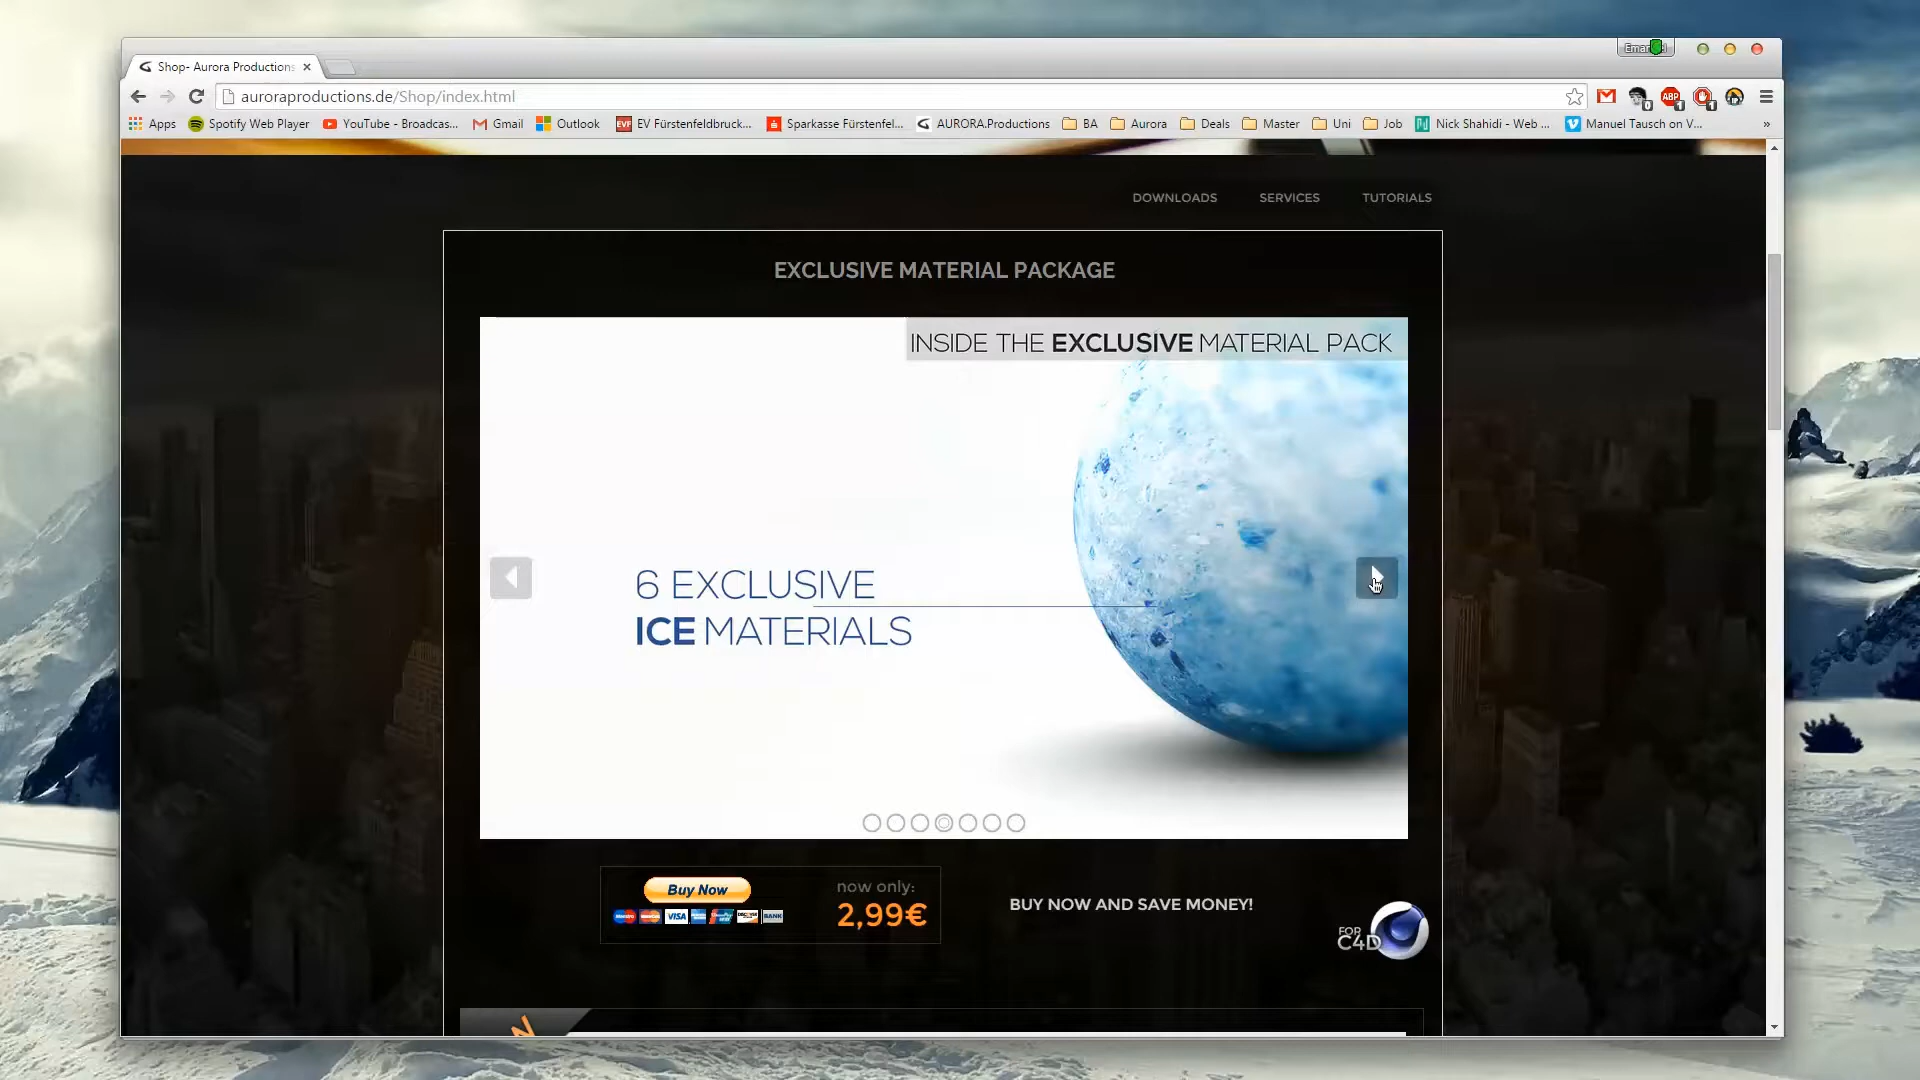 Shop- Aurora Productions
auroraproductions.de/Shop/index.html
Apps Spotify Web Player YouTube - Broadcas... Gmail Outlook EVF EV Fürstenfeldbruck... Sparkasse Fürstenfel... AURORA.Productions BA Aurora Deals Master Uni Job Nick Shahidi - Web ... Manuel Tausch on V... »
DOWNLOADS SERVICES TUTORIALS
EXCLUSIVE MATERIAL PACKAGE
INSIDE THE EXCLUSIVE MATERIAL PACK
6 EXCLUSIVE
ICE MATERIALS
Buy Now
VISA BANK
now only:
2,99€
BUY NOW AND SAVE MONEY!
FOR
C4D